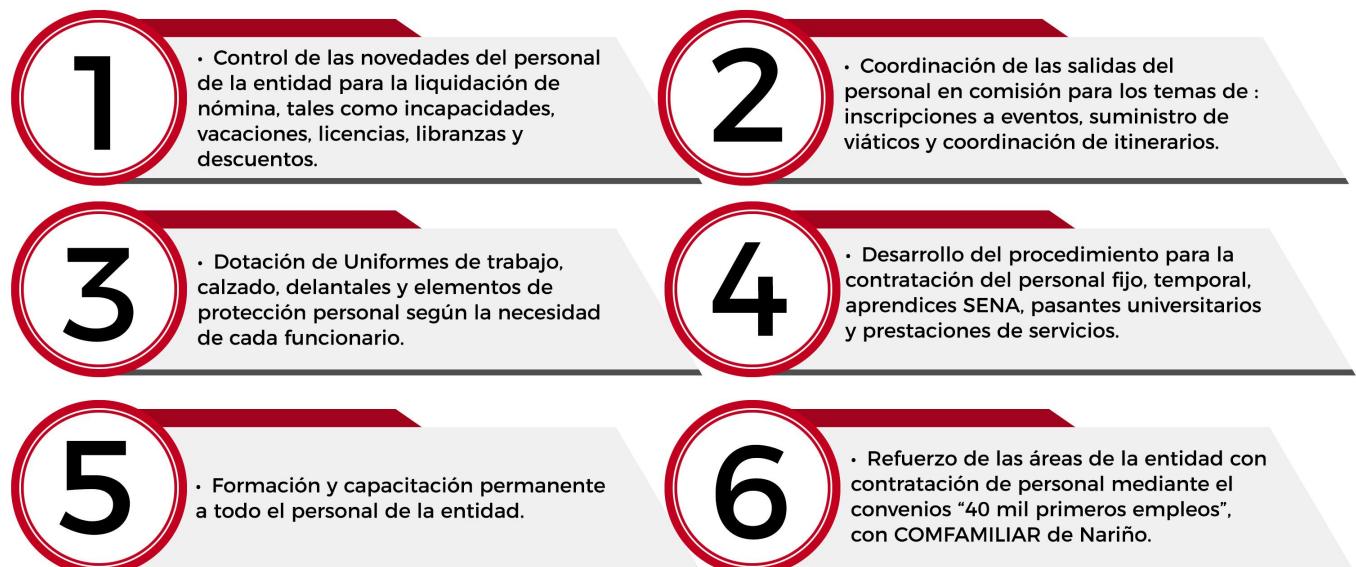 1
• Control de las novedades del personal
de la entidad para la liquidación de
nómina, tales como incapacidades,
vacaciones, licencias, libranzas y
descuentos.
2
• Coordinación de las salidas del
personal en comisión para los temas de :
inscripciones a eventos, suministro de
viáticos y coordinación de itinerarios.
3
• Dotación de Uniformes de trabajo,
calzado, delantales y elementos de
protección personal según la necesidad
de cada funcionario.
4
• Desarrollo del procedimiento para la
contratación del personal fijo, temporal,
aprendices SENA, pasantes universitarios
y prestaciones de servicios.
5
• Formación y capacitación permanente
a todo el personal de la entidad.
6
• Refuerzo de las áreas de la entidad con
contratación de personal mediante el
convenios “40 mil primeros empleos”,
con COMFAMILIAR de Nariño.